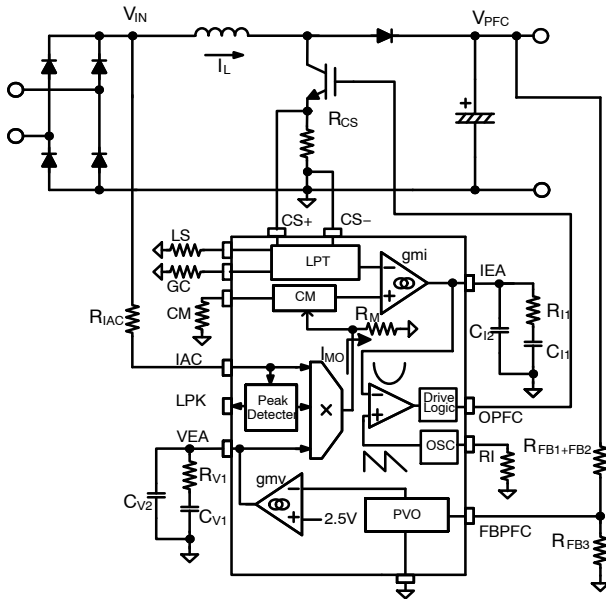 VIN
VPFC
IL
RCS
CS+
CS−
LS
LPT
gmi
IEA
GC
CM
CM
RM
RI1
CI2
CI1
RIAC
IAC
IMO
LPK
Peak
Detecter
×
Drive
Logic
OPFC
VEA
OSC
RI
RFB1+FB2
RV1
CV2
CV1
gmv
2.5V
PVO
FBPFC
RFB3